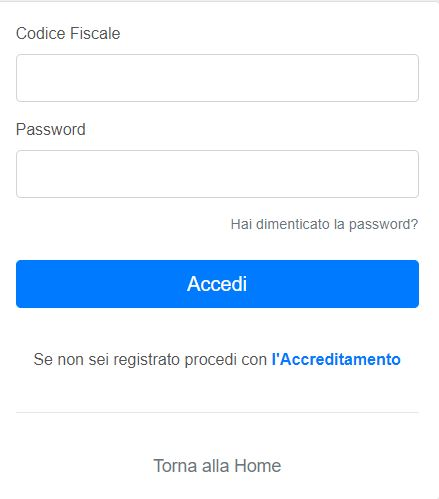 Codice Fiscale
Password
Hai dimenticato la password?
Accedi
Se non sei registrato procedi con l'Accreditamento
Torna alla Home